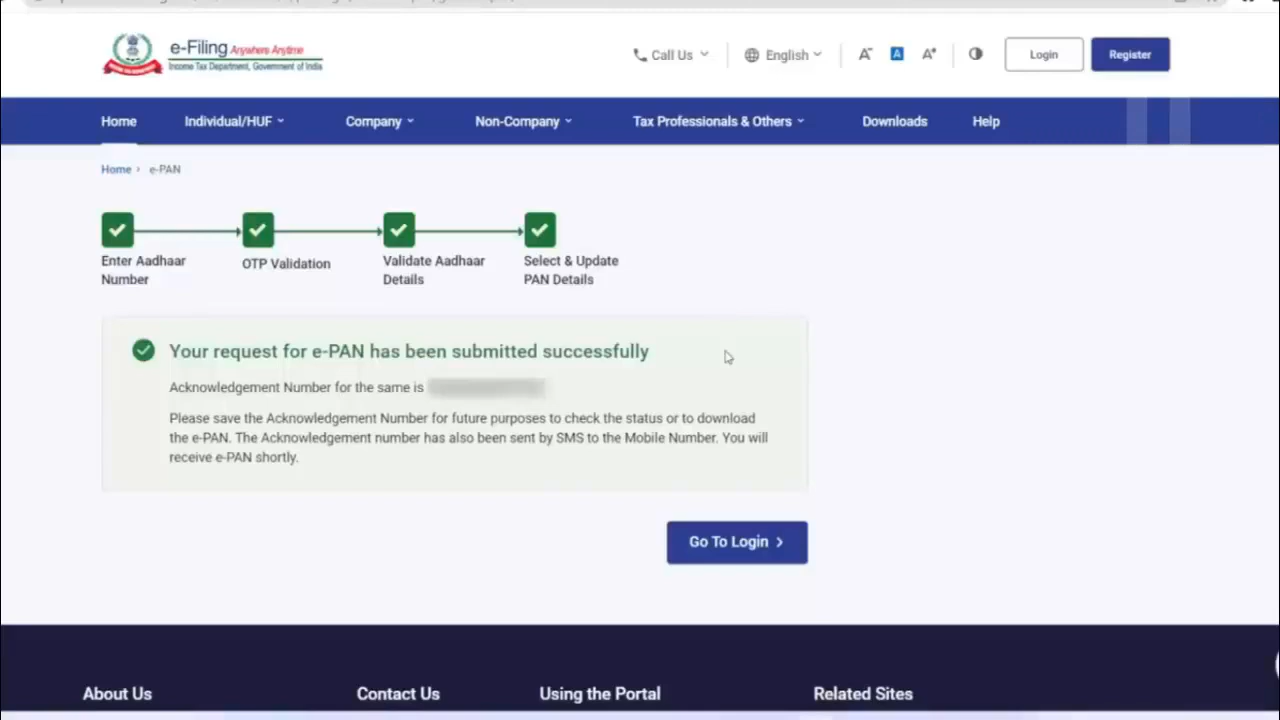 e-Filing Anywhere Anytime
Income Tax Department, Government of India
Call Us
English
A-
A
A+
Login
Register
Home
Individual/HUF
Company
Non-Company
Tax Professionals & Others
Downloads
Help
Home > e-PAN
Enter Aadhaar
Number
OTP Validation
Validate Aadhaar
Details
Select & Update
PAN Details
Your request for e-PAN has been submitted successfully
Acknowledgement Number for the same is
Please save the Acknowledgement Number for future purposes to check the status or to download
the e-PAN. The Acknowledgement number has also been sent by SMS to the Mobile Number. You will
receive e-PAN shortly.
Go To Login >
About Us
Contact Us
Using the Portal
Related Sites